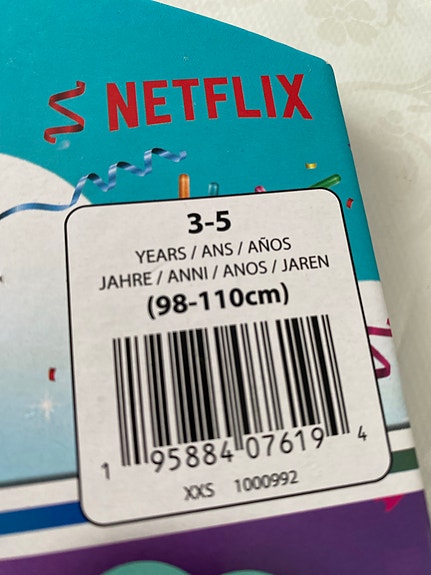 NETFLIX
3-5
YEARS / ANS / AÑOS
JAHRE / ANNI / ANOS / JAREN
(98-110cm)
1 95884 07619 4
XXS 1000992